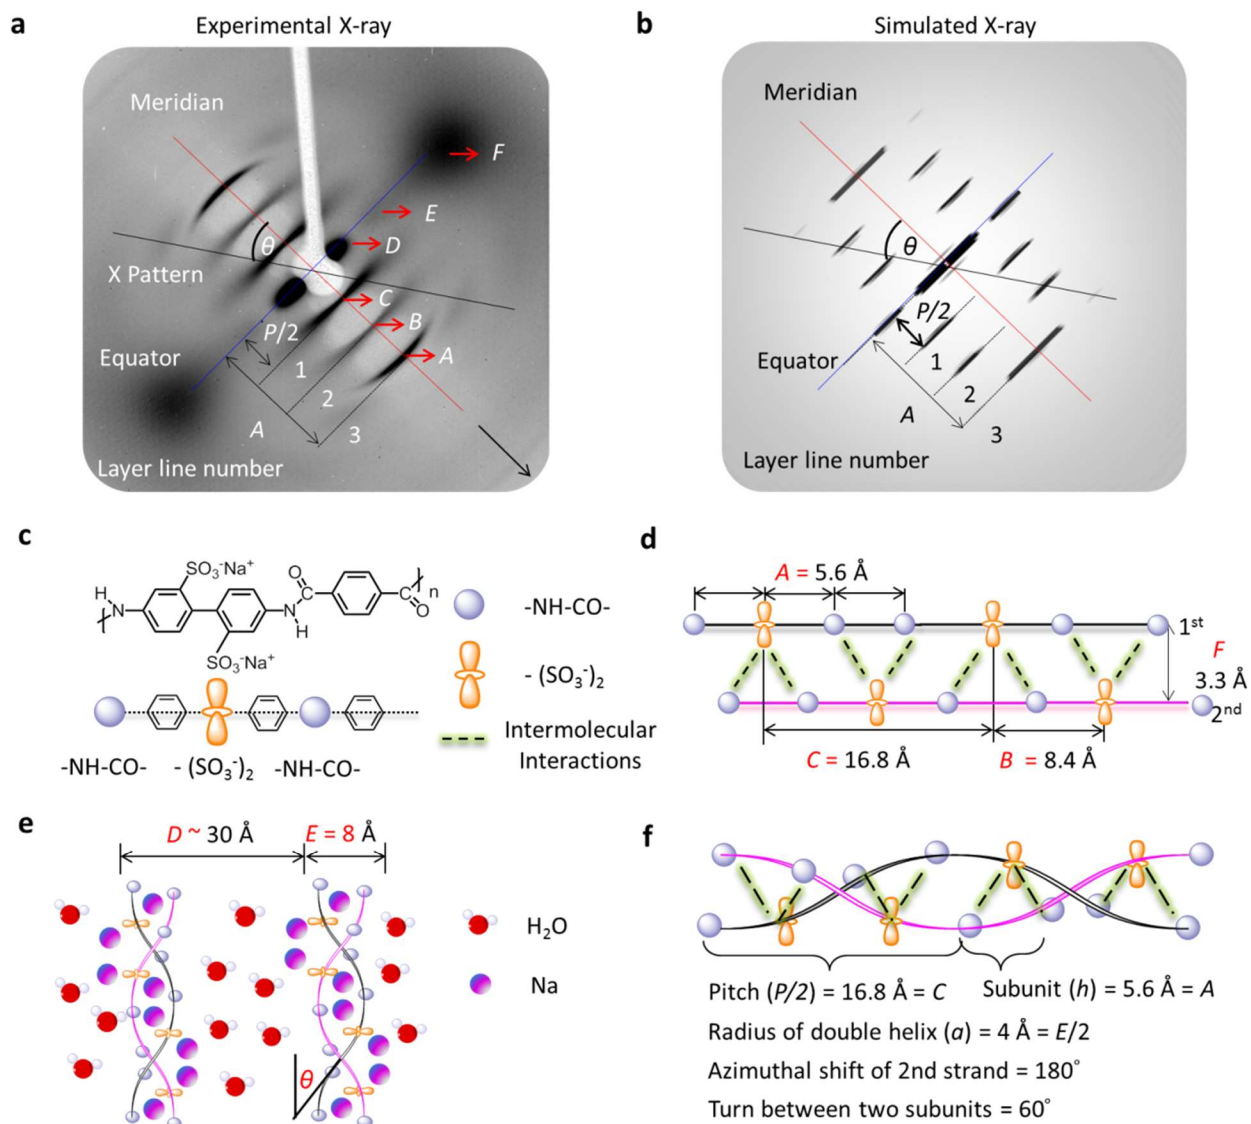 a
Experimental X-ray
Meridian
F
E
D
θ
X Pattern
C
P/2
B
Equator
A
1
2
A
3
Layer line number
b
Simulated X-ray
Meridian
θ
P/2
Equator
1
2
A
3
Layer line number
c
SO₃⁻Na⁺
O
H
N
n
N
H
O
SO₃⁻Na⁺
-NH-CO-
- (SO₃⁻)₂
Intermolecular
Interactions
-NH-CO- - (SO₃⁻)₂ -NH-CO-
d
A = 5.6 Å
1st
F
3.3 Å
2nd
C = 16.8 Å
B = 8.4 Å
e
D ~ 30 Å
E = 8 Å
H₂O
Na
θ
f
Pitch (P/2) = 16.8 Å = C
Subunit (h) = 5.6 Å = A
Radius of double helix (a) = 4 Å = E/2
Azimuthal shift of 2nd strand = 180°
Turn between two subunits = 60°